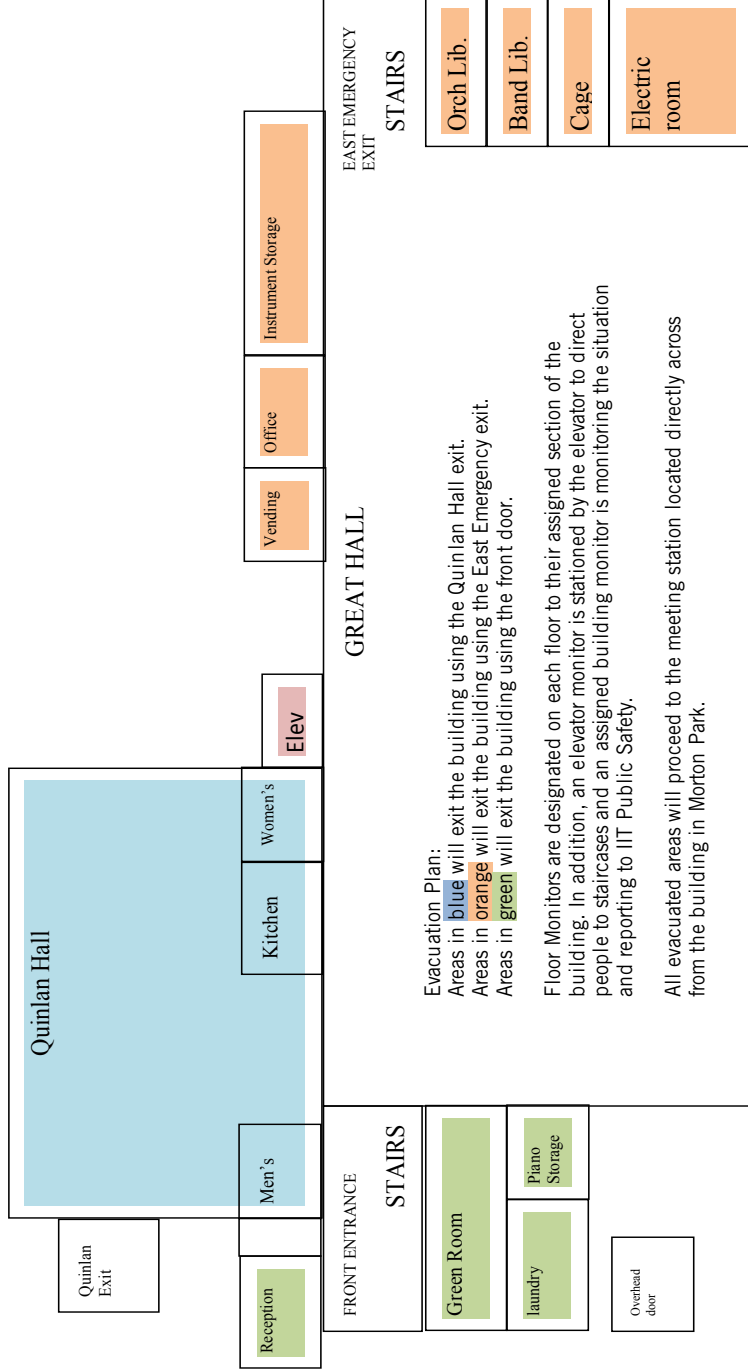 Quinlan Hall
Quinlan
Exit
Reception
Men's
Kitchen
Women's
Elev
Vending
Office
Instrument Storage
FRONT ENTRANCE
STAIRS
GREAT HALL
EAST EMERGENCY
EXIT
STAIRS
Green Room
laundry
Piano
Storage
Overhead
door
Evacuation Plan:
Areas in blue will exit the building using the Quinlan Hall exit.
Areas in orange will exit the building using the East Emergency exit.
Areas in green will exit the building using the front door.
Floor Monitors are designated on each floor to their assigned section of the
building. In addition, an elevator monitor is stationed by the elevator to direct
people to staircases and an assigned building monitor is monitoring the situation
and reporting to IIT Public Safety.
All evacuated areas will proceed to the meeting station located directly across
from the building in Morton Park.
Orch Lib.
Band Lib.
Cage
Electric
room